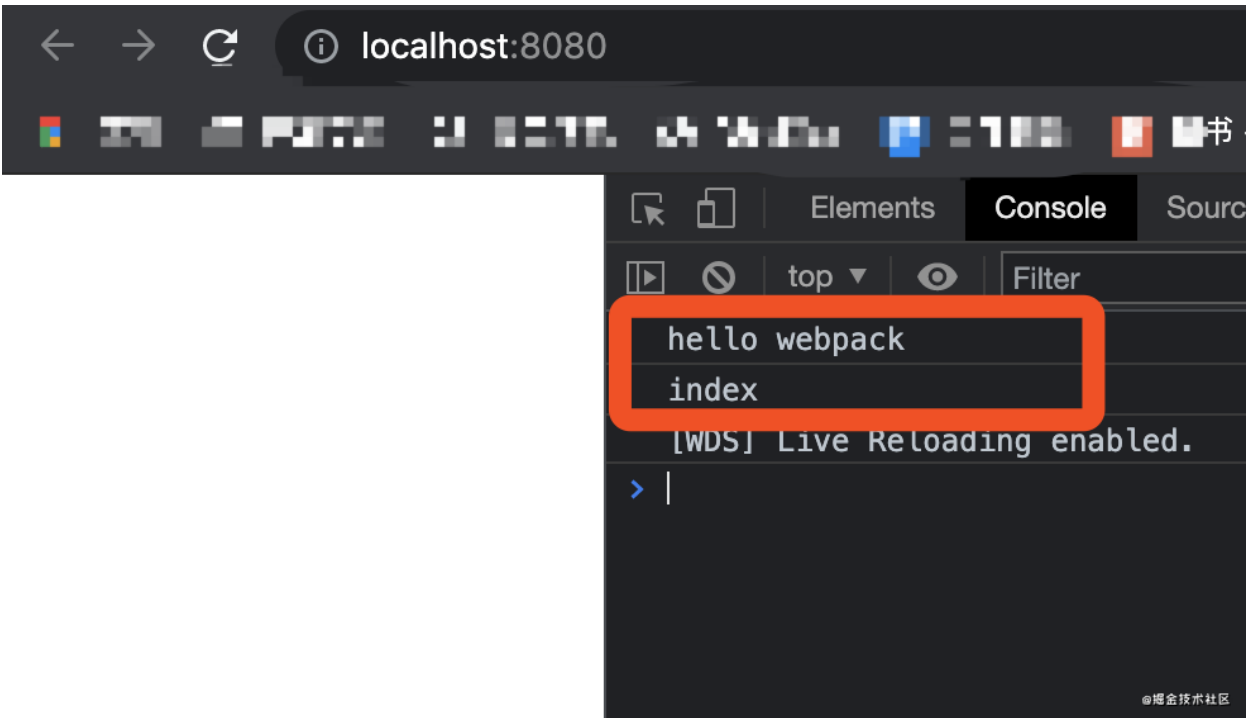 localhost:8080
书
Elements Console Sourc
top Filter
hello webpack
index
[WDS] Live Reloading enabled.
@掘金技术社区